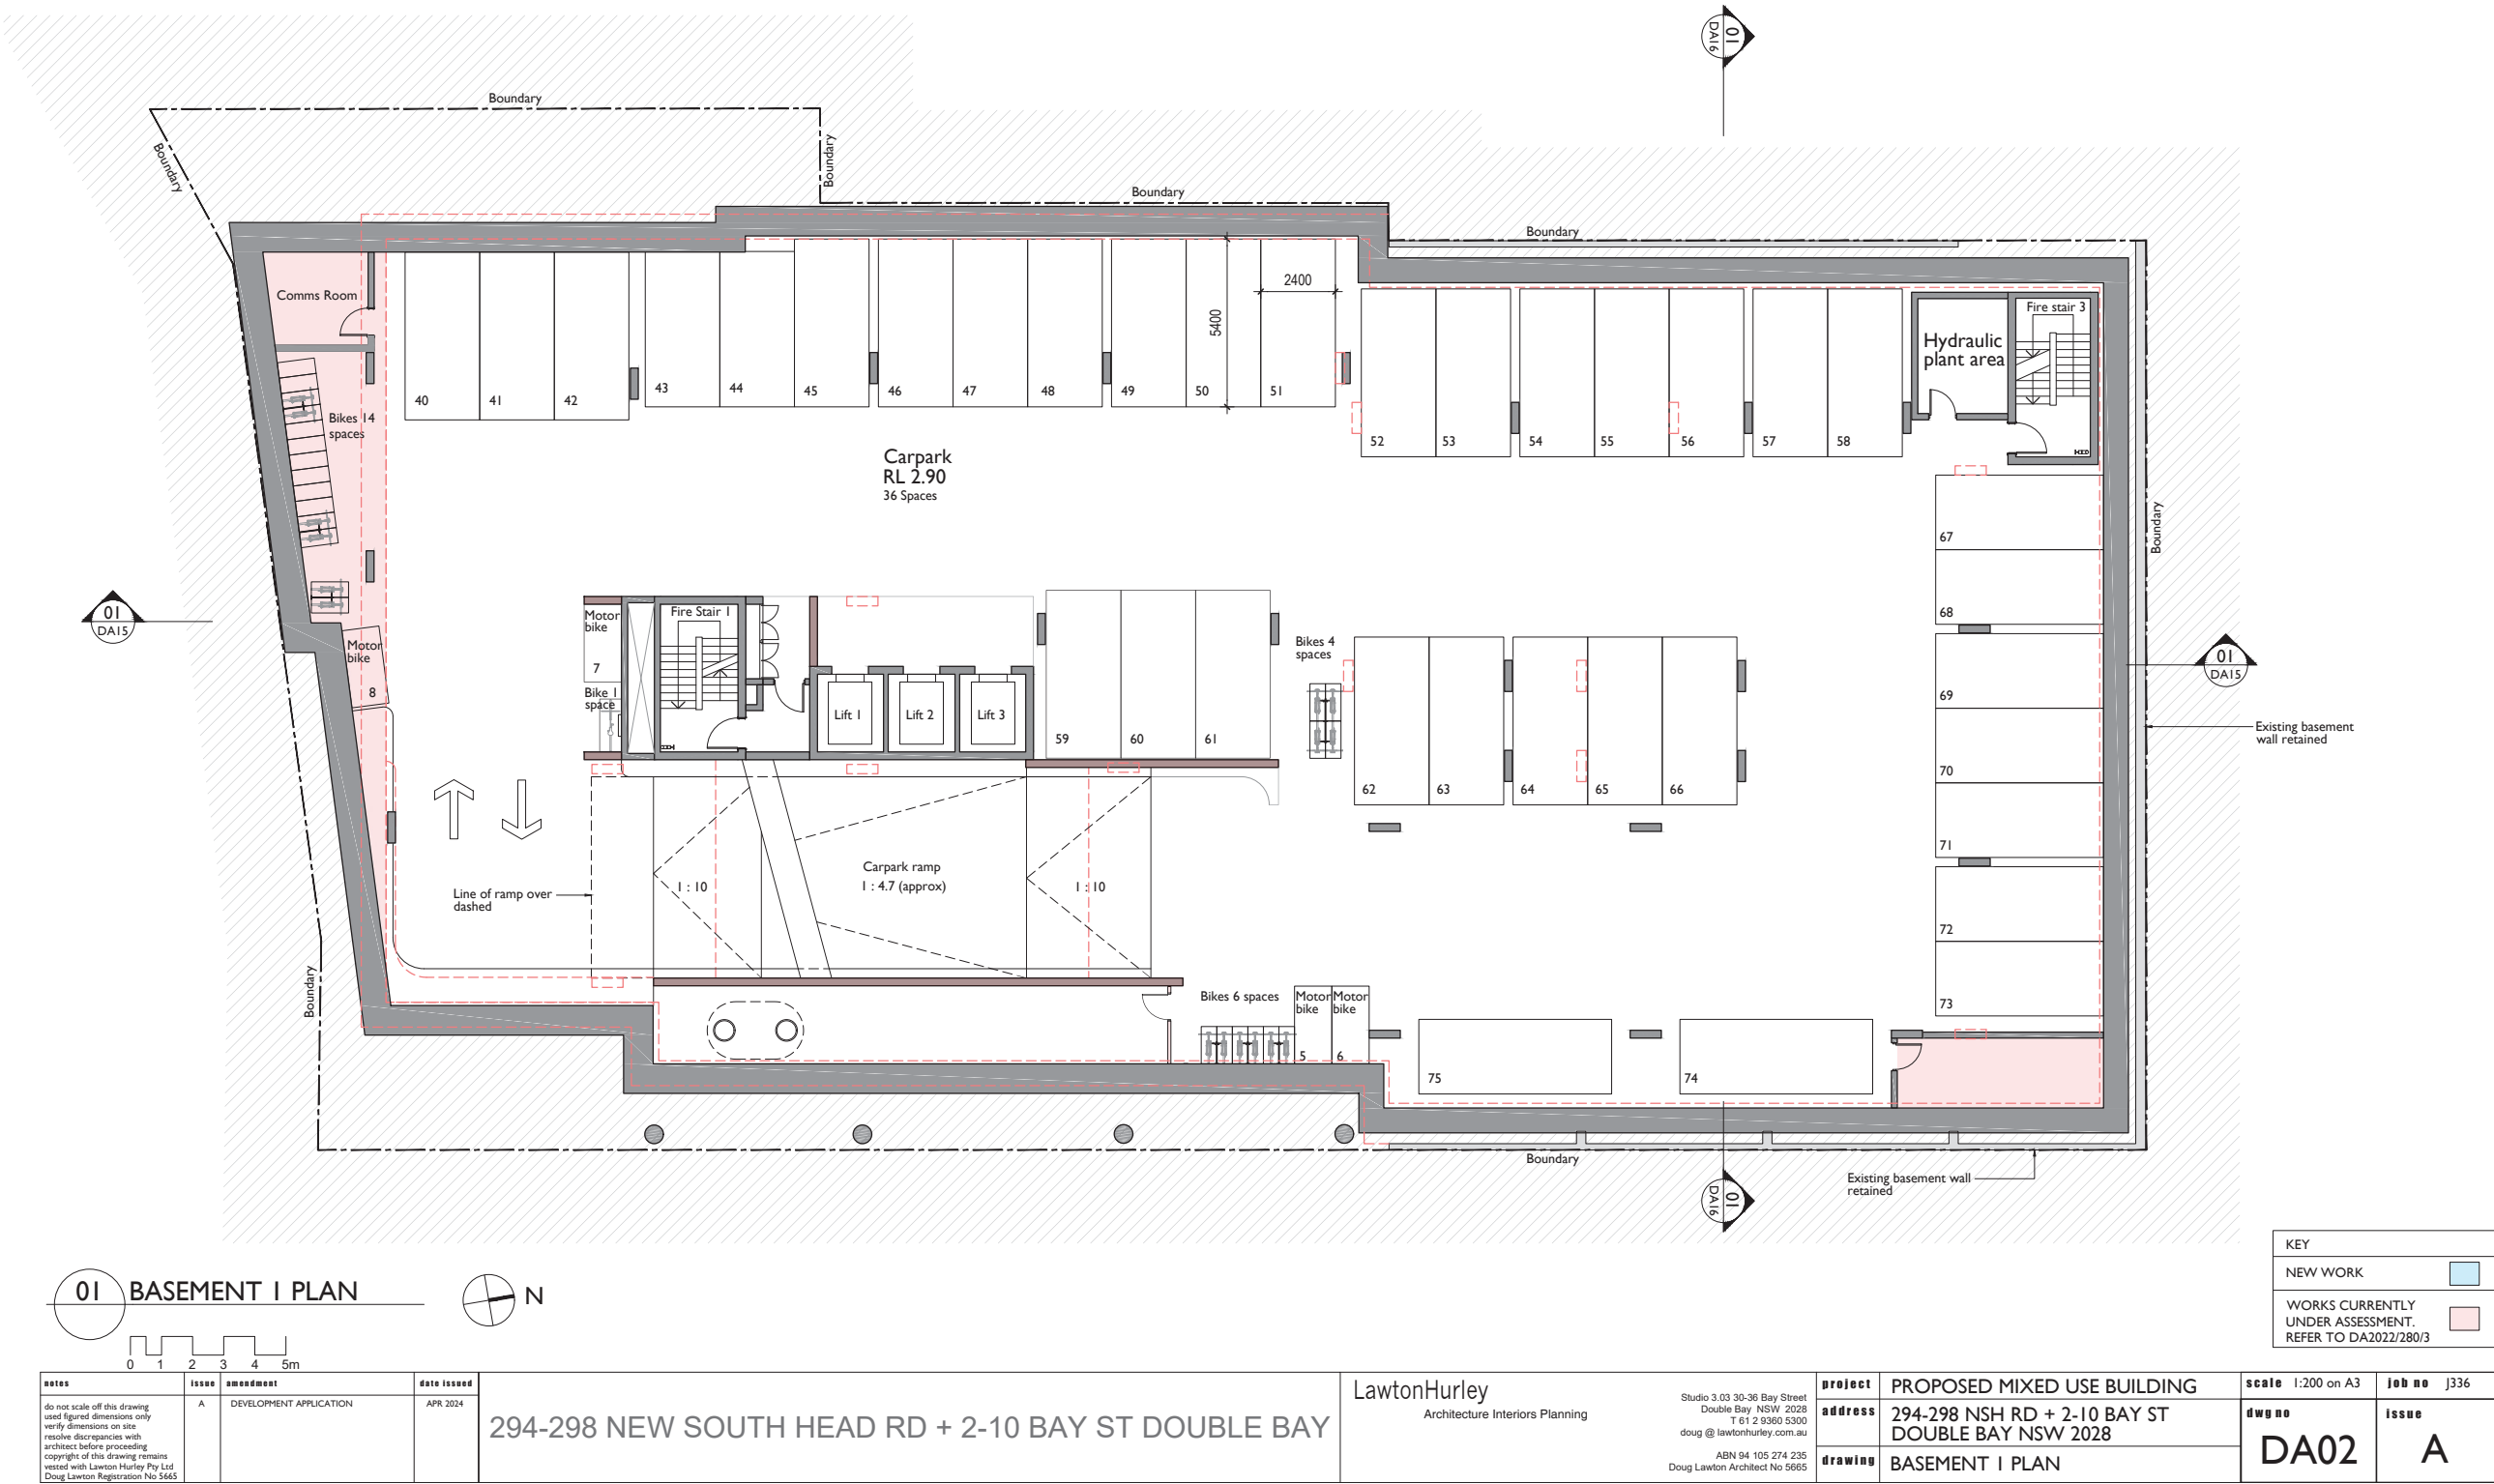 01
DA16
Boundary
Boundary
Boundary
Boundary
Boundary
Comms Room
2400
5400
Fire stair 3
Hydraulic
plant area
40
41
42
43
44
45
46
47
48
49
50
51
52
53
54
55
56
57
58
Bikes 14
spaces
Carpark
RL 2.90
36 Spaces
67
Boundary
68
01
DA15
Motor
bike
8
Motor
bike
7
Bike 1
space
Fire Stair 1
Lift 1
Lift 2
Lift 3
59
60
61
Bikes 4
spaces
62
63
64
65
66
69
70
71
72
73
01
DA15
Existing basement
wall retained
Line of ramp over
dashed
1 : 10
Carpark ramp
1 : 4.7 (approx)
1 : 10
Boundary
Bikes 6 spaces
Motor
bike
5
Motor
bike
6
75
74
Boundary
Existing basement wall
retained
01
DA16
01
BASEMENT 1 PLAN
N
0 1 2 3 4 5m
KEY
NEW WORK
WORKS CURRENTLY
UNDER ASSESSMENT.
REFER TO DA2022/280/3
notes
do not scale off this drawing
used figured dimensions only
verify dimensions on site
resolve discrepancies with
architect before proceeding
copyright of this drawing remains
vested with Lawton Hurley Pty Ltd
Doug Lawton Registration No 5665
issue amendment date issued
A DEVELOPMENT APPLICATION APR 2024
294-298 NEW SOUTH HEAD RD + 2-10 BAY ST DOUBLE BAY
LawtonHurley
Architecture Interiors Planning
Studio 3.03 30-36 Bay Street
Double Bay NSW 2028
T 61 2 9360 5300
doug @ lawtonhurley.com.au
ABN 94 105 274 235
Doug Lawton Architect No 5665
project PROPOSED MIXED USE BUILDING
address 294-298 NSH RD + 2-10 BAY ST
DOUBLE BAY NSW 2028
drawing BASEMENT 1 PLAN
scale 1:200 on A3
job no J336
dwg no
DA02
issue
A